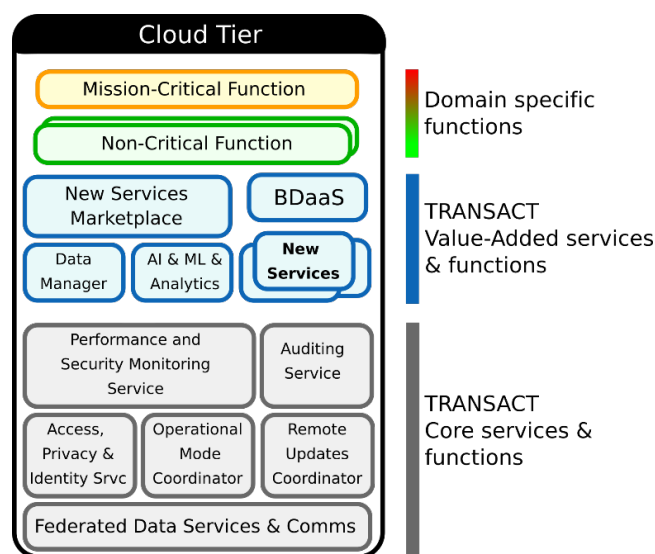 Cloud Tier
Mission-Critical Function
Non-Critical Function
Domain specific
functions
New Services
Marketplace
BDaaS
Data
Manager
AI & ML &
Analytics
New
Services
TRANSACT
Value-Added services
& functions
Performance and
Security Monitoring
Service
Auditing
Service
Access,
Privacy &
Identity Srvc
Operational
Mode
Coordinator
Remote
Updates
Coordinator
Federated Data Services & Comms
TRANSACT
Core services &
functions